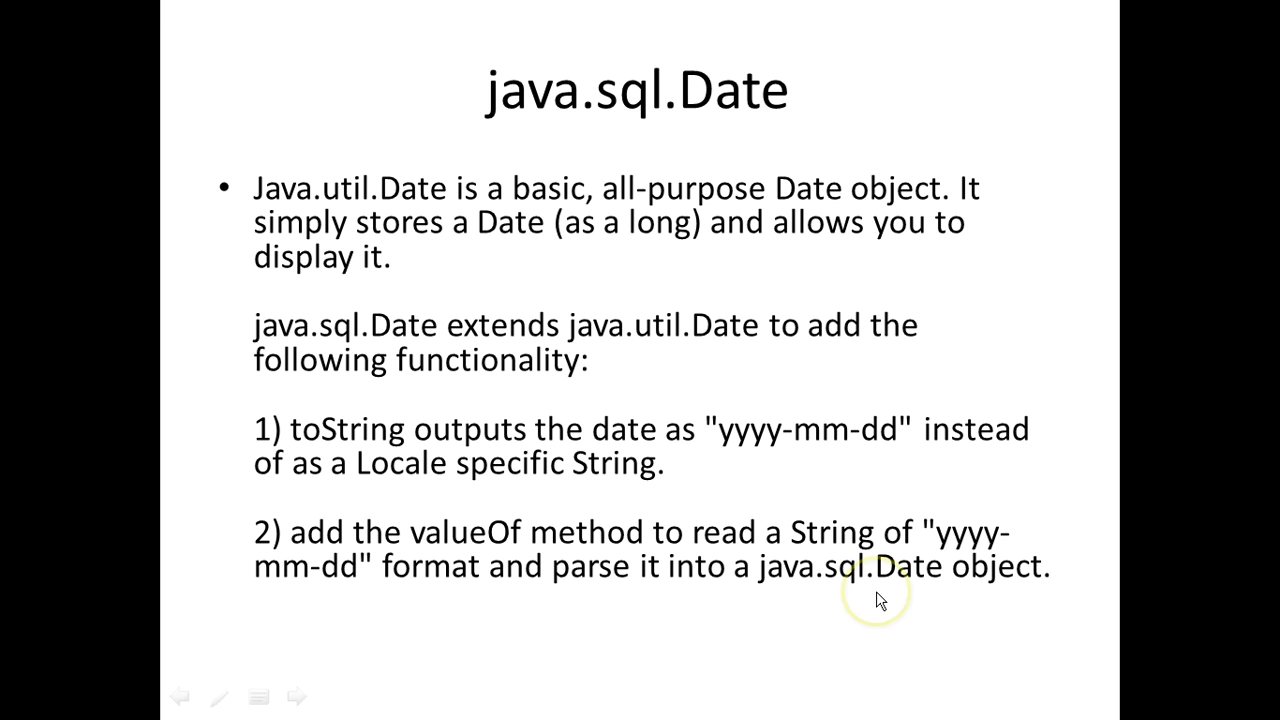 java.sql.Date
• Java.util.Date is a basic, all-purpose Date object. It
simply stores a Date (as a long) and allows you to
display it.
java.sql.Date extends java.util.Date to add the
following functionality:
1) toString outputs the date as "yyyy-mm-dd" instead
of as a Locale specific String.
2) add the valueOf method to read a String of "yyyy-
mm-dd" format and parse it into a java.sql.Date object.